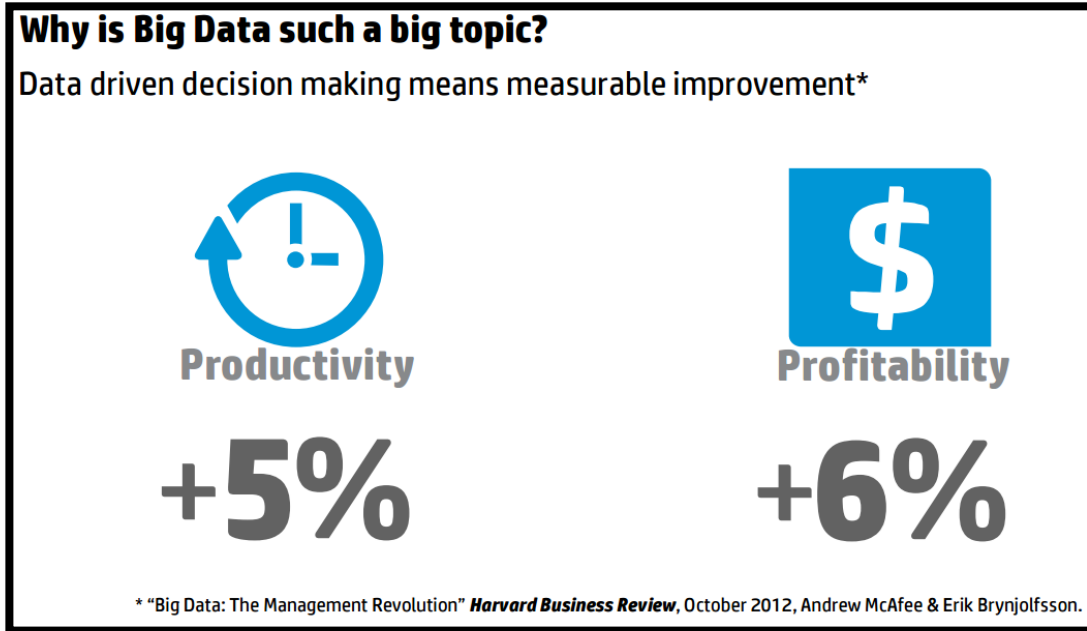 Why is Big Data such a big topic?
Data driven decision making means measurable improvement*
$
Productivity
Profitability
+5%
+6%
* “Big Data: The Management Revolution” Harvard Business Review, October 2012, Andrew McAfee & Erik Brynjolfsson.